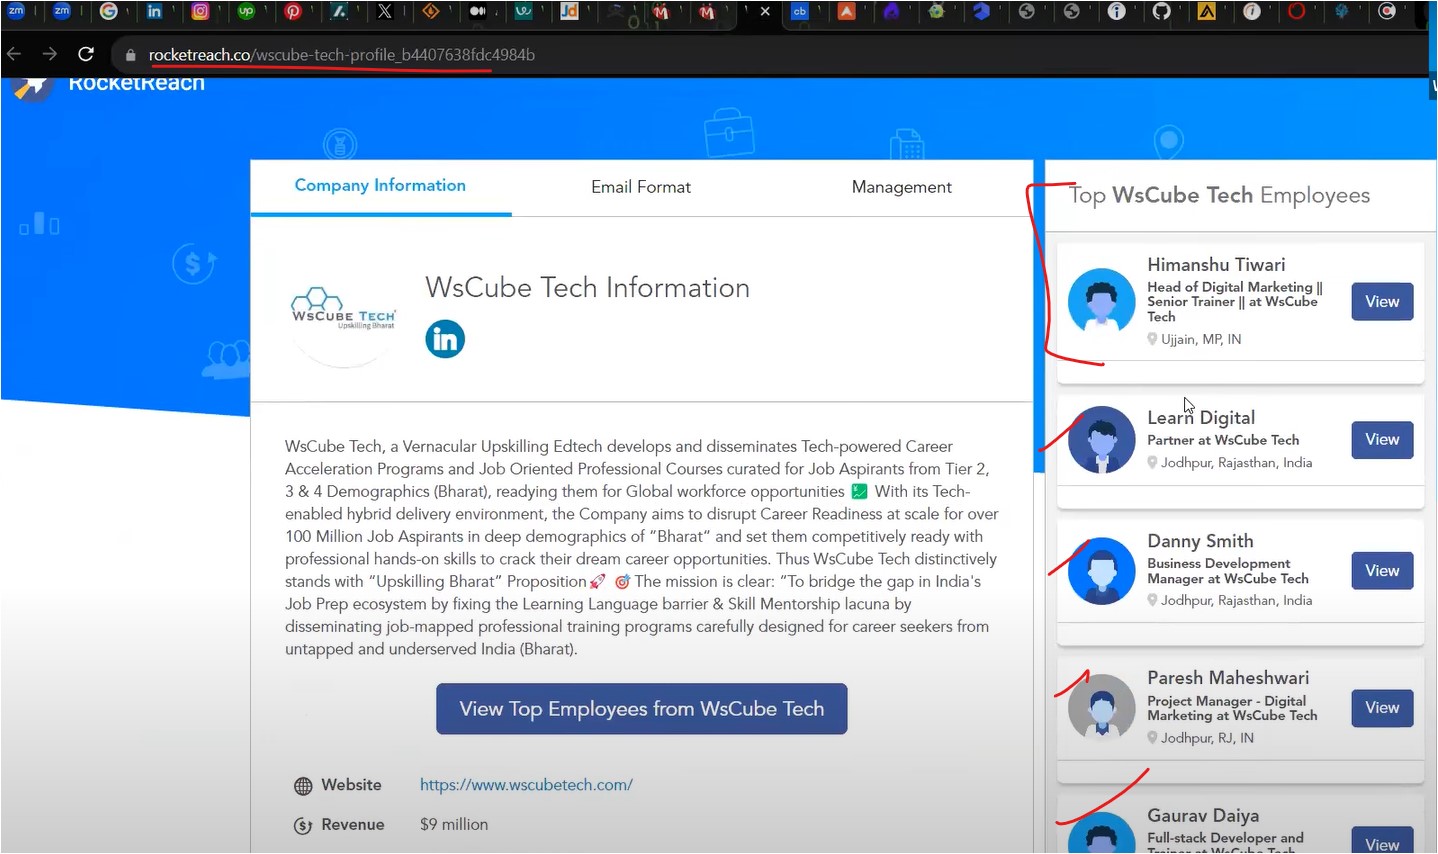 rocketreach.co/wscube-tech-profile_b4407638fdc4984b
RocketReach
Company Information
Email Format
Management
WSCUBE TECH
Upskilling Bharat
WsCube Tech Information
WsCube Tech, a Vernacular Upskilling Edtech develops and disseminates Tech-powered Career
Acceleration Programs and Job Oriented Professional Courses curated for Job Aspirants from Tier 2,
3 & 4 Demographics (Bharat), readying them for Global workforce opportunities 💹 With its Tech-
enabled hybrid delivery environment, the Company aims to disrupt Career Readiness at scale for over
100 Million Job Aspirants in deep demographics of “Bharat” and set them competitively ready with
professional hands-on skills to crack their dream career opportunities. Thus WsCube Tech distinctively
stands with “Upskilling Bharat” Proposition🚀 🎯 The mission is clear: “To bridge the gap in India's
Job Prep ecosystem by fixing the Learning Language barrier & Skill Mentorship lacuna by
disseminating job-mapped professional training programs carefully designed for career seekers from
untapped and underserved India (Bharat).
View Top Employees from WsCube Tech
Website https://www.wscubetech.com/
Revenue $9 million
Top WsCube Tech Employees
Himanshu Tiwari
Head of Digital Marketing ||
Senior Trainer || at WsCube
Tech
Ujjain, MP, IN
View
Learn Digital
Partner at WsCube Tech
Jodhpur, Rajasthan, India
View
Danny Smith
Business Development
Manager at WsCube Tech
Jodhpur, Rajasthan, India
View
Paresh Maheshwari
Project Manager - Digital
Marketing at WsCube Tech
Jodhpur, RJ, IN
View
Gaurav Daiya
Full-stack Developer and
Trainer at WsCube Tech
View